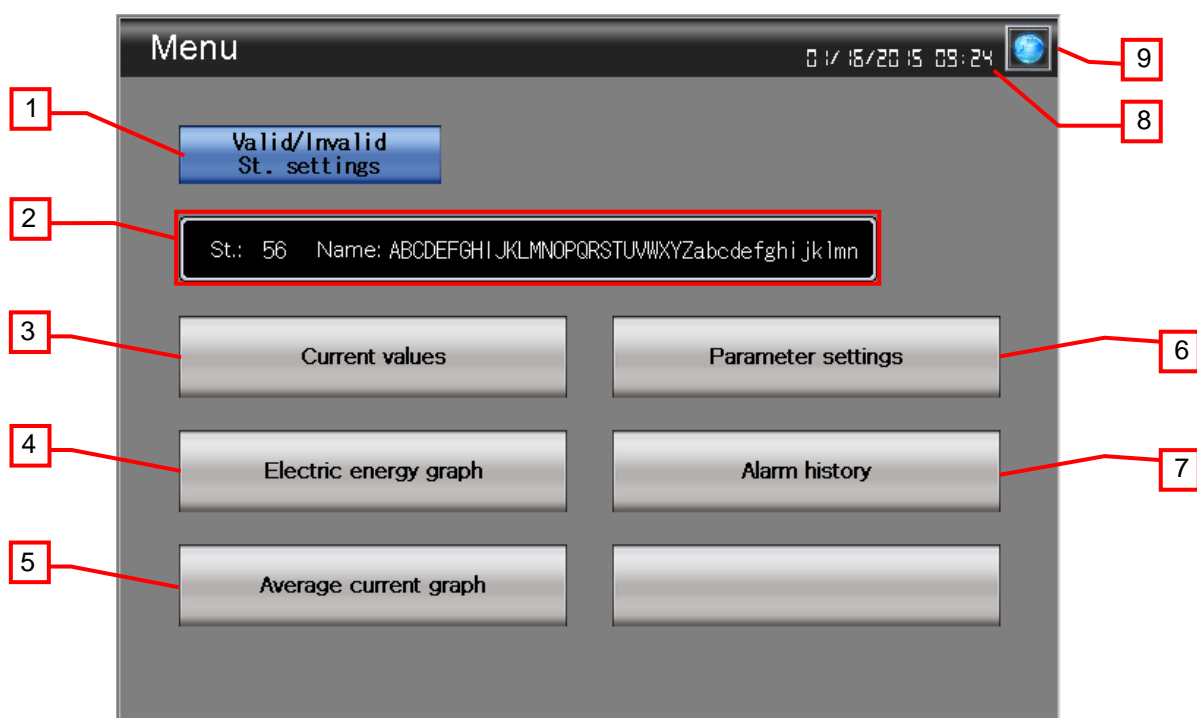 Menu
01/16/2015 09:24
9
8
1
Valid/Invalid
St. settings
2
St.: 56 Name: ABCDEFGHIJKLMNOPQRSTUVWXYZabcdefghijklmn
3
Current values
Parameter settings
6
4
Electric energy graph
Alarm history
7
5
Average current graph